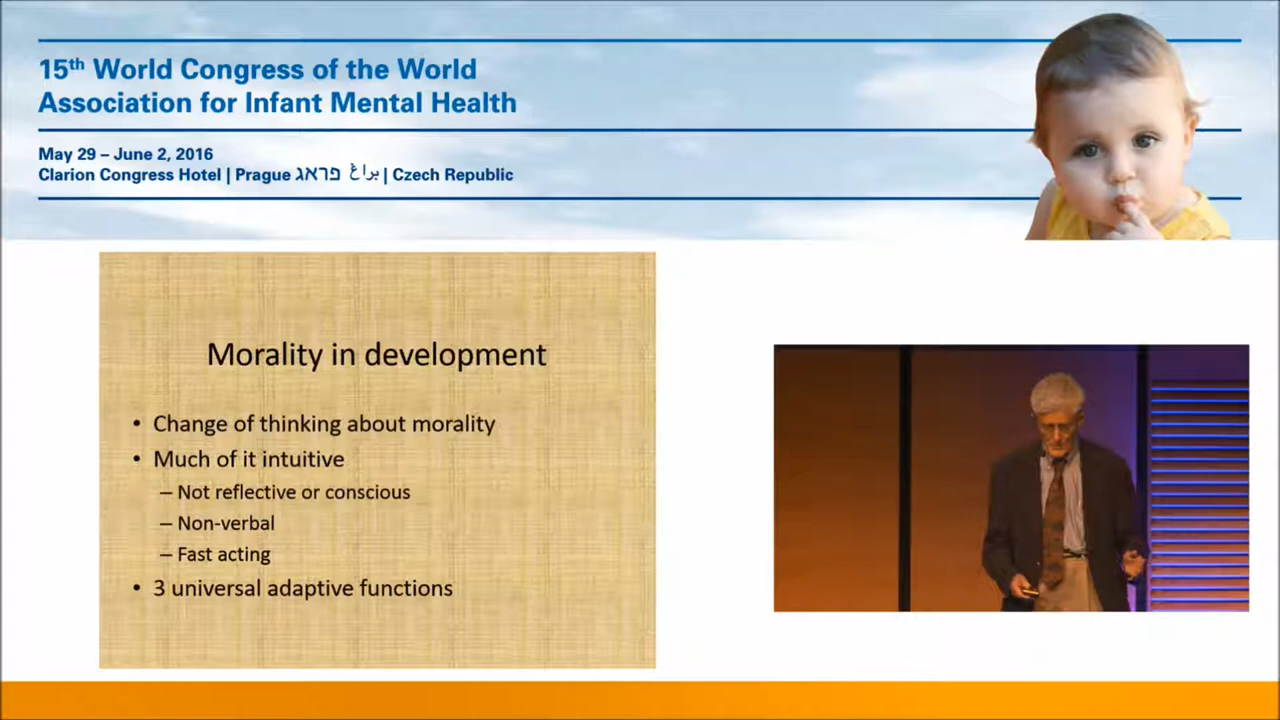 15th World Congress of the World
Association for Infant Mental Health
May 29 – June 2, 2016
Clarion Congress Hotel | Prague פראג براغ | Czech Republic
Morality in development
• Change of thinking about morality
• Much of it intuitive
– Not reflective or conscious
– Non-verbal
– Fast acting
• 3 universal adaptive functions